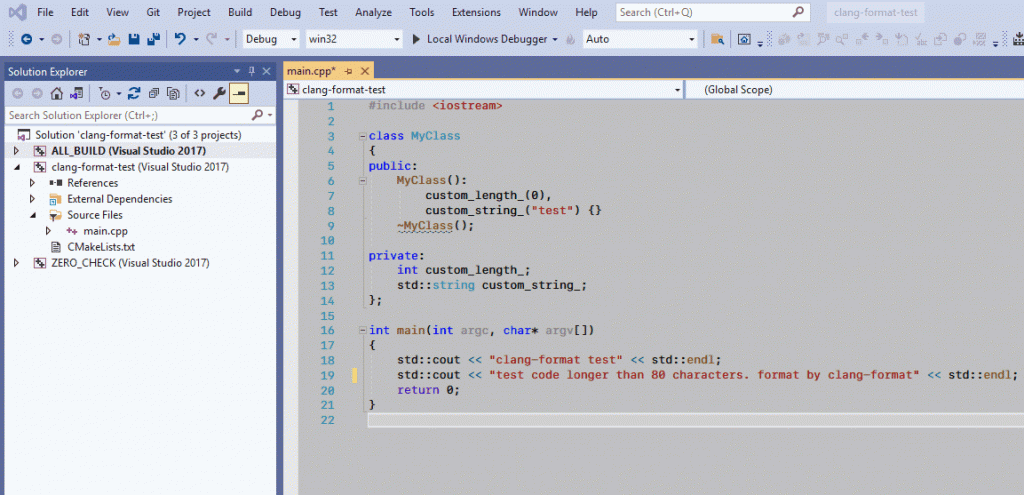 File Edit View Git Project Build Debug Test Analyze Tools Extensions Window Help Search (Ctrl+Q) clang-format-test
Debug win32 Local Windows Debugger Auto
Solution Explorer
Search Solution Explorer (Ctrl+;)
Solution 'clang-format-test' (3 of 3 projects)
ALL_BUILD (Visual Studio 2017)
clang-format-test (Visual Studio 2017)
References
External Dependencies
Source Files
main.cpp
CMakeLists.txt
ZERO_CHECK (Visual Studio 2017)
main.cpp*
clang-format-test (Global Scope)
1 #include <iostream>
2
3 class MyClass
4 {
5 public:
6 MyClass():
7 custom_length_(0),
8 custom_string_("test") {}
9 ~MyClass();
10
11 private:
12 int custom_length_;
13 std::string custom_string_;
14 };
15
16 int main(int argc, char* argv[])
17 {
18 std::cout << "clang-format test" << std::endl;
19 std::cout << "test code longer than 80 characters. format by clang-format" << std::endl;
20 return 0;
21 }
22